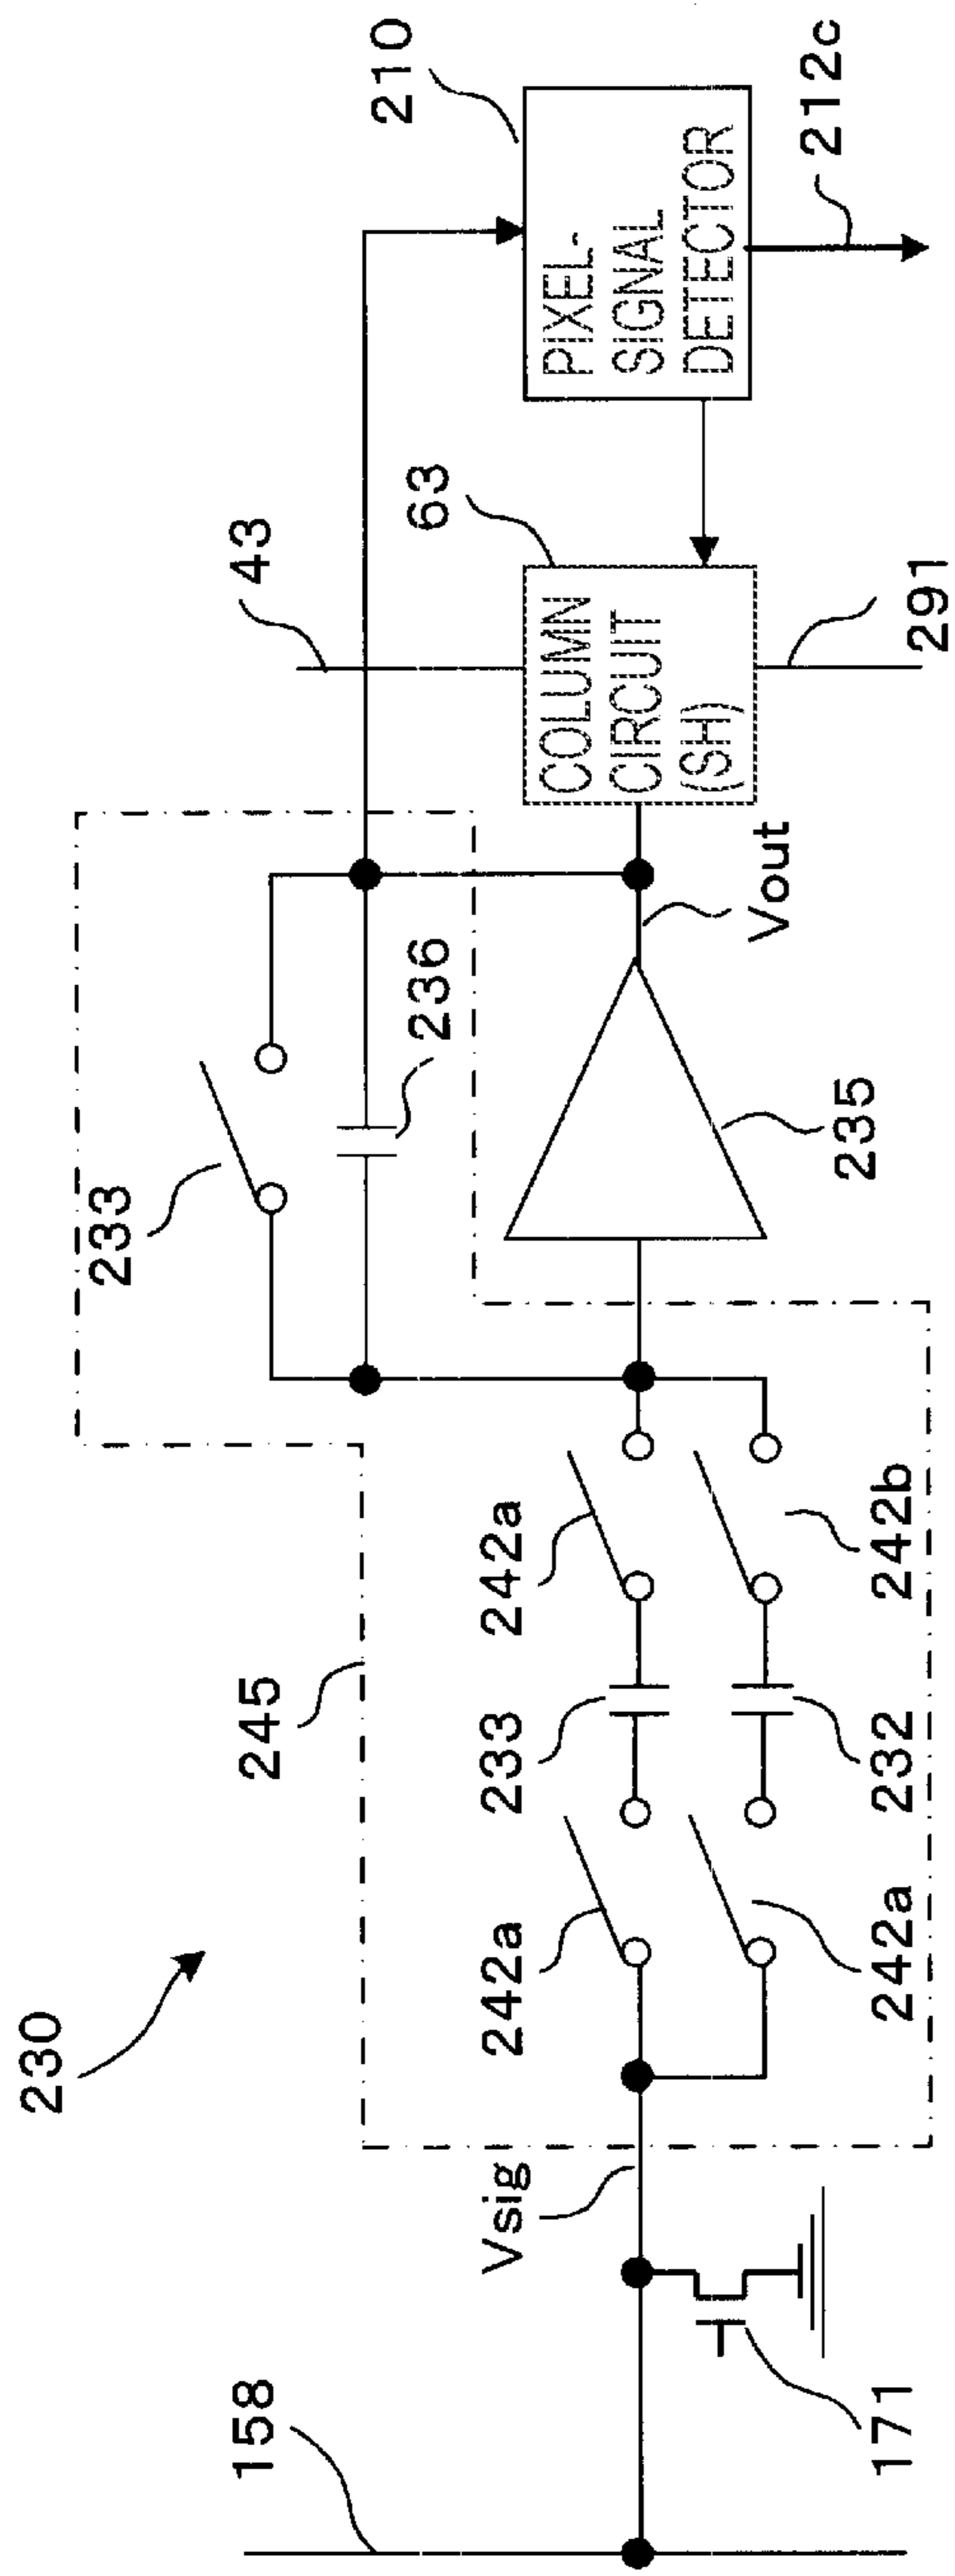 230
158
Vsig
171
245
242a
242a
233
232
242a
242b
233
236
235
Vout
43
63
COLUMN
CIRCUIT
(SH)
291
210
PIXEL-
SIGNAL
DETECTOR
212c